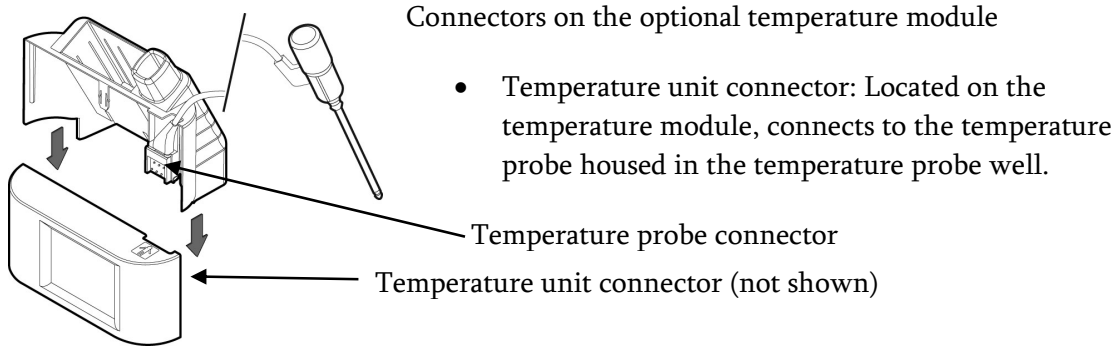 Connectors on the optional temperature module
• Temperature unit connector: Located on the
temperature module, connects to the temperature
probe housed in the temperature probe well.
Temperature probe connector
Temperature unit connector (not shown)